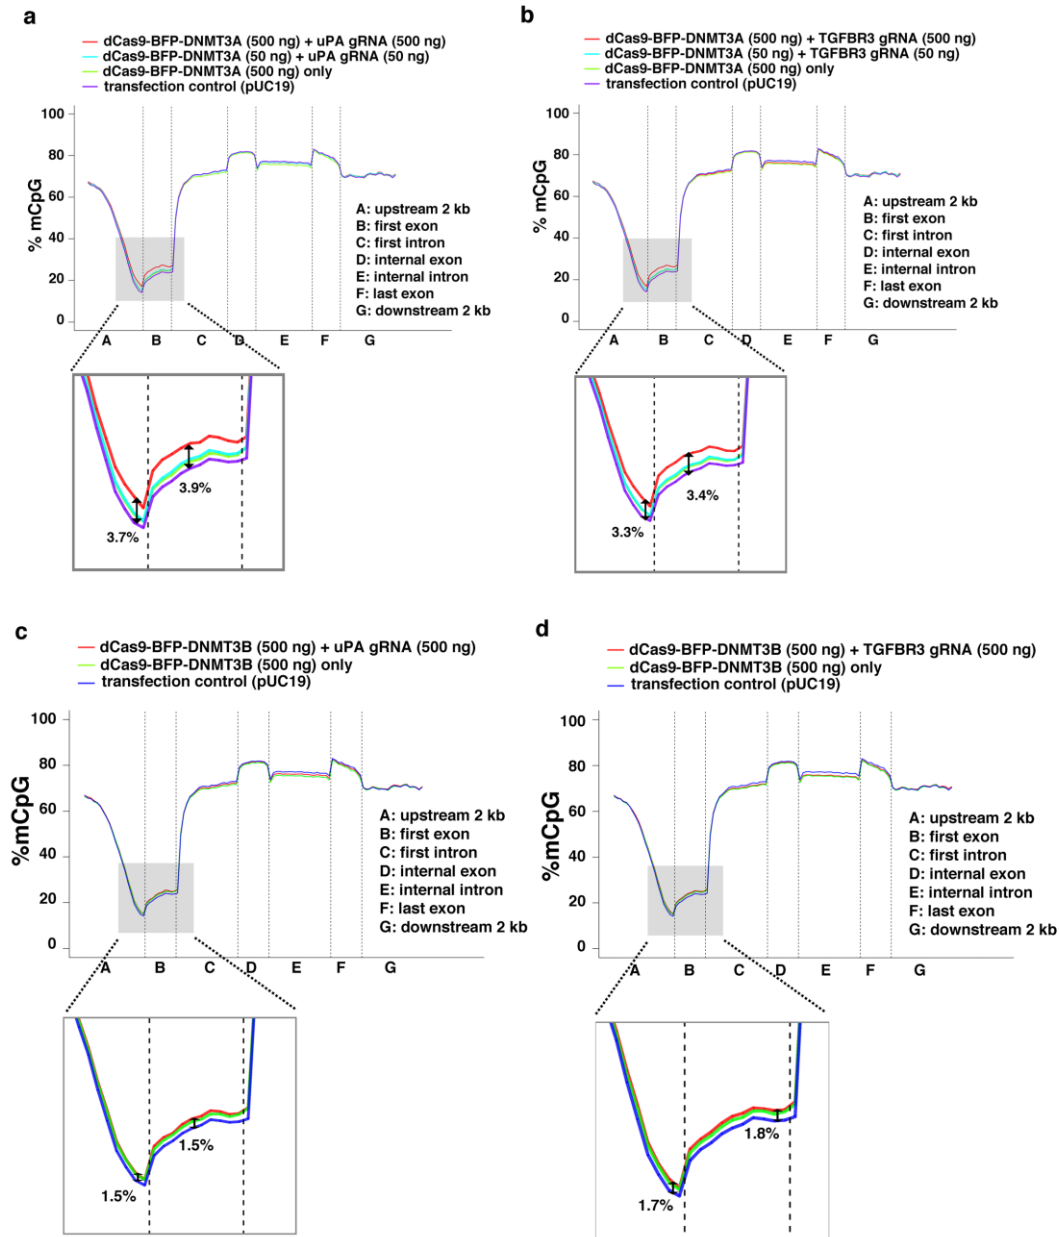 a
dCas9-BFP-DNMT3A (500 ng) + uPA gRNA (500 ng)
dCas9-BFP-DNMT3A (50 ng) + uPA gRNA (50 ng)
dCas9-BFP-DNMT3A (500 ng) only
transfection control (pUC19)
% mCpG
100
80
60
40
20
0
A: upstream 2 kb
B: first exon
C: first intron
D: internal exon
E: internal intron
F: last exon
G: downstream 2 kb
A B C D E F G
3.9%
3.7%
b
dCas9-BFP-DNMT3A (500 ng) + TGFBR3 gRNA (500 ng)
dCas9-BFP-DNMT3A (50 ng) + TGFBR3 gRNA (50 ng)
dCas9-BFP-DNMT3A (500 ng) only
transfection control (pUC19)
% mCpG
100
80
60
40
20
0
A: upstream 2 kb
B: first exon
C: first intron
D: internal exon
E: internal intron
F: last exon
G: downstream 2 kb
A B C D E F G
3.4%
3.3%
c
dCas9-BFP-DNMT3B (500 ng) + uPA gRNA (500 ng)
dCas9-BFP-DNMT3B (500 ng) only
transfection control (pUC19)
%mCpG
100
80
60
40
20
0
A: upstream 2 kb
B: first exon
C: first intron
D: internal exon
E: internal intron
F: last exon
G: downstream 2 kb
A B C D E F G
1.5%
1.5%
d
dCas9-BFP-DNMT3B (500 ng) + TGFBR3 gRNA (500 ng)
dCas9-BFP-DNMT3B (500 ng) only
transfection control (pUC19)
%mCpG
100
80
60
40
20
0
A: upstream 2 kb
B: first exon
C: first intron
D: internal exon
E: internal intron
F: last exon
G: downstream 2 kb
A B C D E F G
1.8%
1.7%